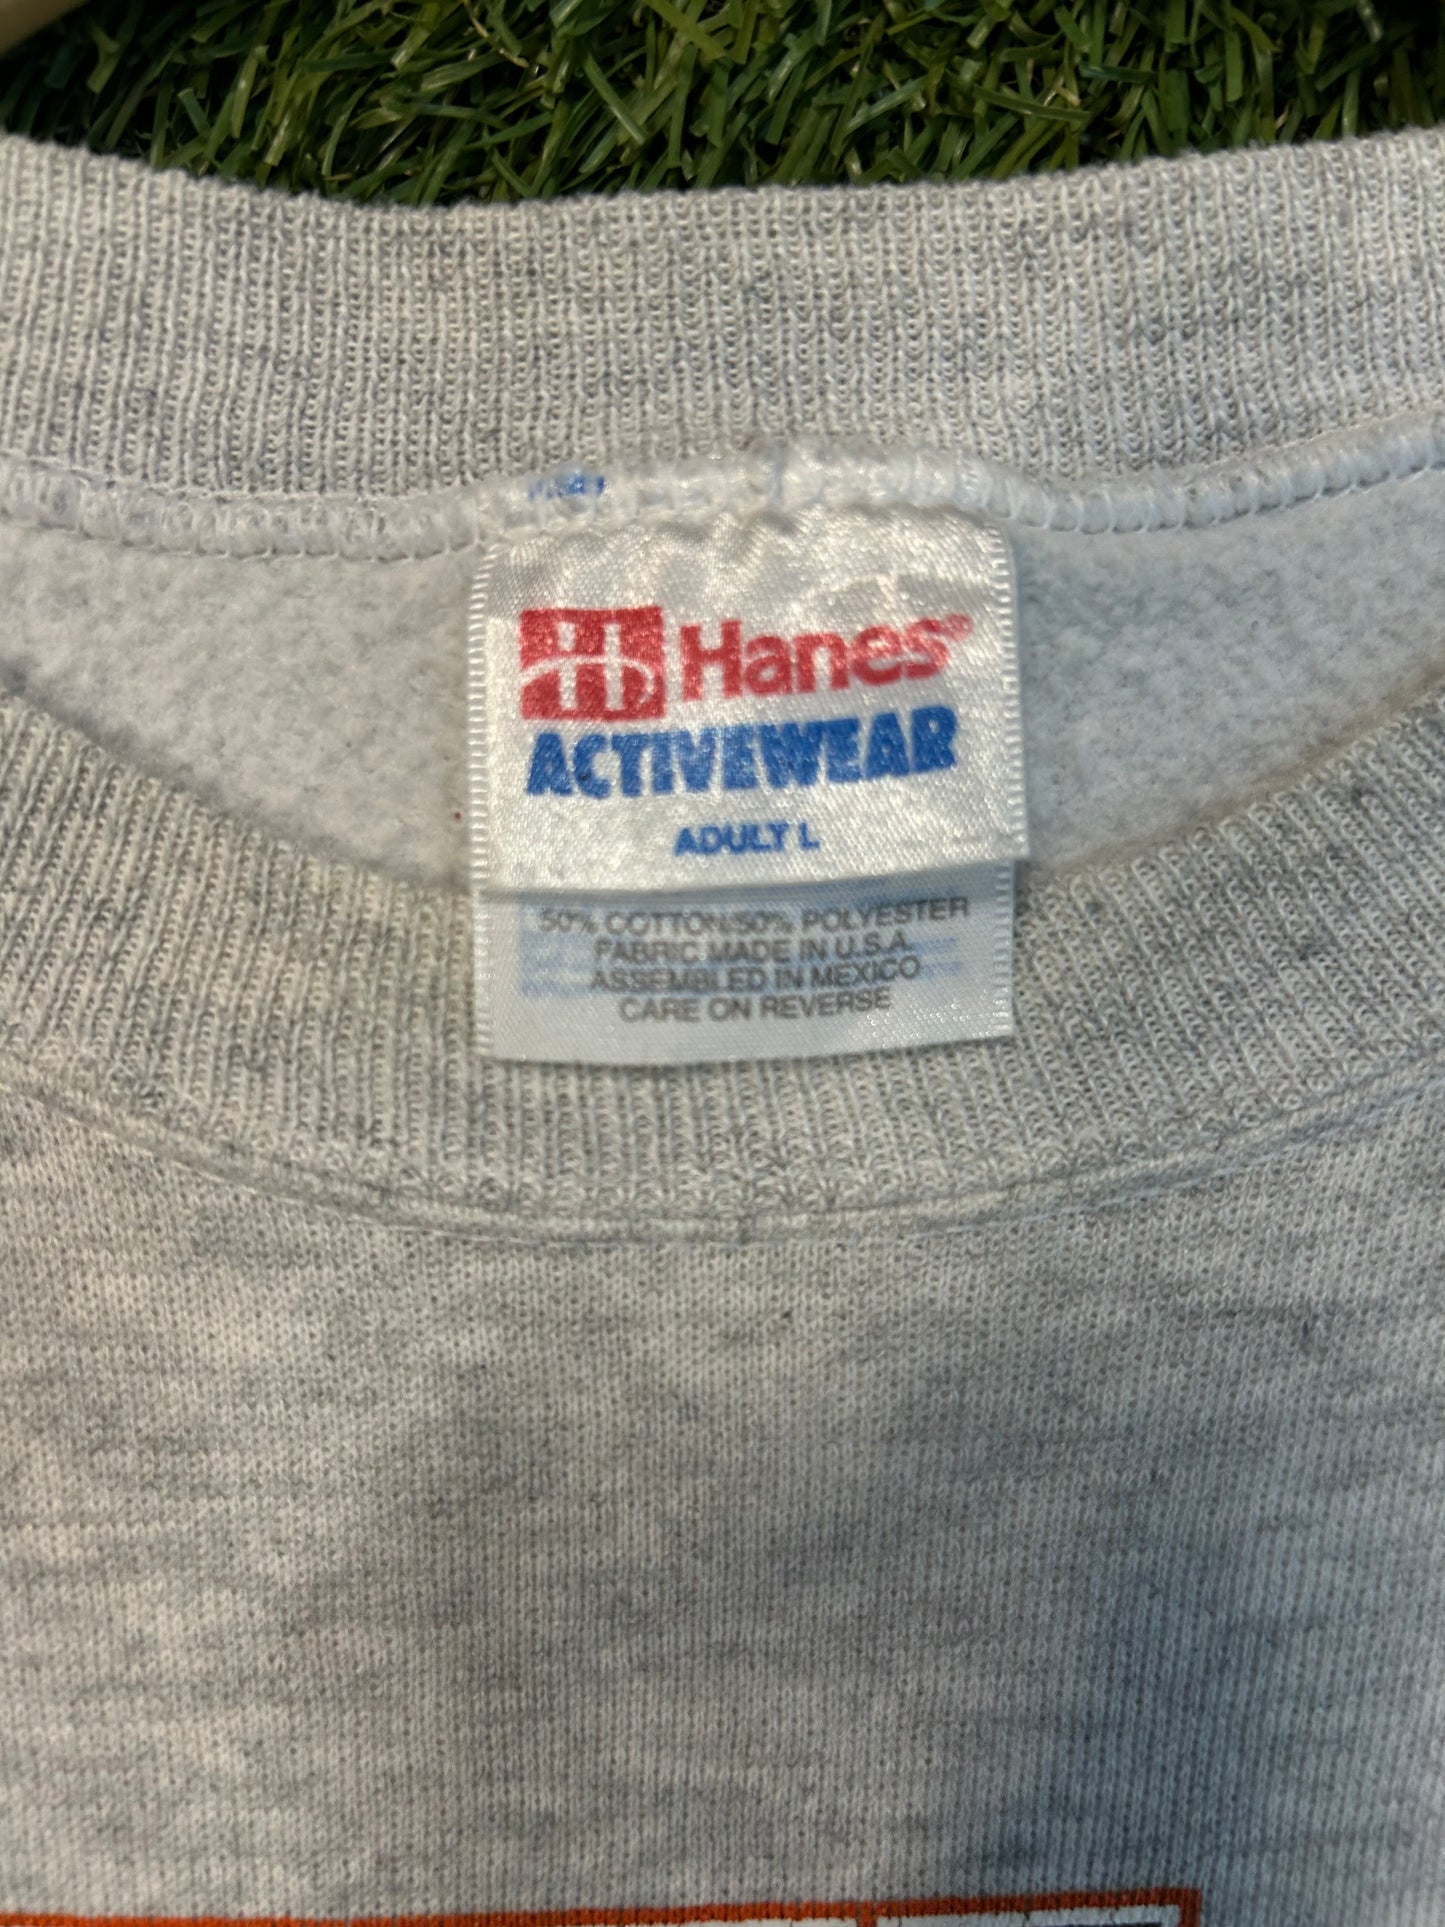 Hanes®
ACTIVEWEAR
ADULT L
50% COTTON/50% POLYESTER
FABRIC MADE IN U.S.A.
ASSEMBLED IN MEXICO
CARE ON REVERSE